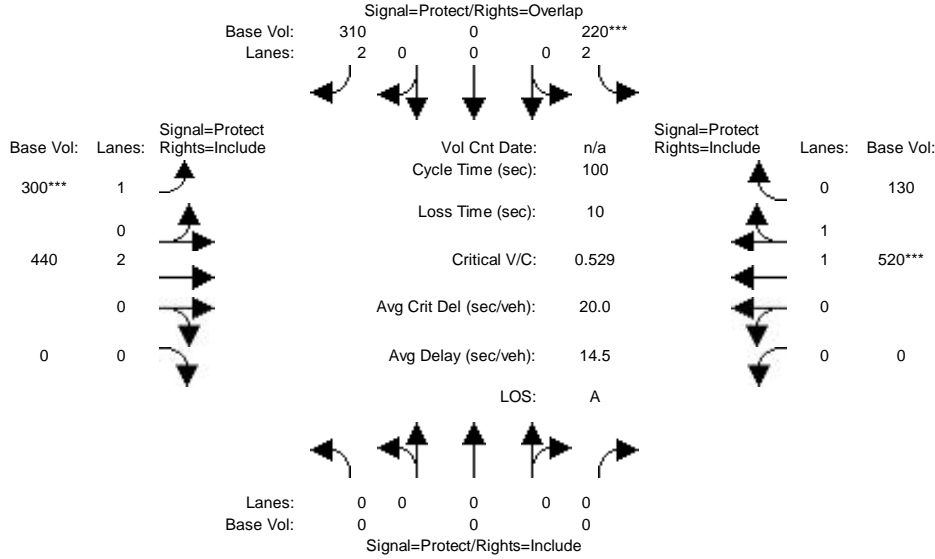 Signal=Protect/Rights=Overlap
Base Vol: 310 0 220***
Lanes: 2 0 0 0 2
Signal=Protect
Rights=Include
Signal=Protect
Rights=Include
Base Vol: Lanes:
Vol Cnt Date: n/a
Lanes: Base Vol:
Cycle Time (sec): 100
300*** 1
0 130
Loss Time (sec): 10
0
1
440 2
Critical V/C: 0.529
1 520***
0
Avg Crit Del (sec/veh): 20.0
0
0 0
Avg Delay (sec/veh): 14.5
0 0
LOS: A
Lanes: 0 0 0 0 0
Base Vol: 0 0 0
Signal=Protect/Rights=Include